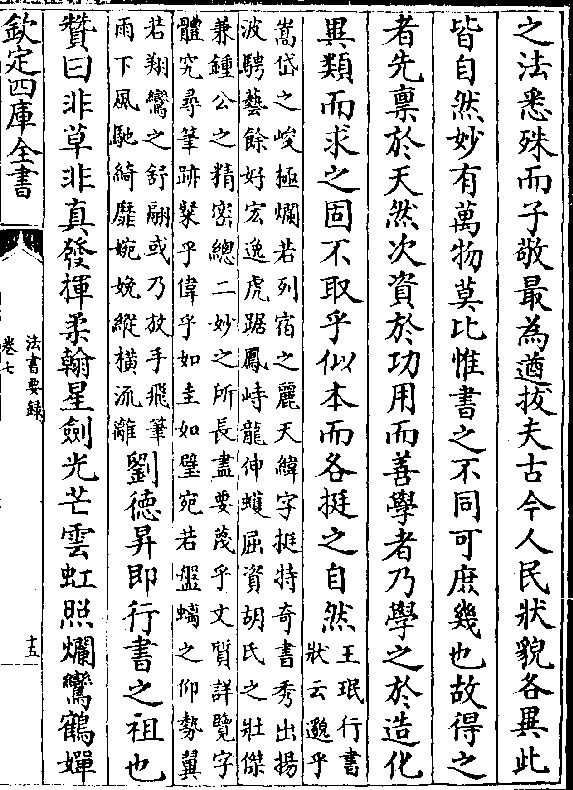 之法悉殊而子敬最為遒拔夫古今人民狀貌各異此
皆自然妙有萬物莫比惟書之不同可庶幾也故得之
者先禀於天然次資於功用而善學者乃學之於造化
異類而求之固不取乎似本而各挺之自然
王珉行書
狀云邈乎
嵩岱之峻極爛若列宿之麗天緯字挺特奇書秀出揚
波騁藝餘好宏逸虎踞鳳峙龍伸蠖屈資胡氏之壯傑
兼鍾公之精密總二妙之所長盡要茂乎文質詳覽字
體究尋筆跡粲乎偉乎如圭如璧宛若盤螭之仰勢翼
若翔鸞之舒翮或乃放手飛筆
雨下風馳綺靡婉娩縱橫流離
劉德昇即行書之祖也
贊曰非草非真發揮柔翰星劍光芒雲虹照爛鸞鶴嬋
欽定四庫全書
法書要録
卷七
十五